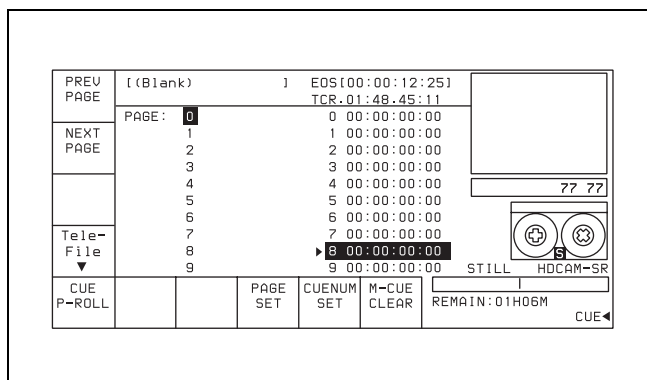 PREV PAGE
NEXT PAGE
Tele-File ▼
CUE P-ROLL
[(Blank) ] EOS[00:00:12:25]
TCR.01:48.45:11
PAGE: 0 0 00:00:00:00
1 1 00:00:00:00
2 2 00:00:00:00
3 3 00:00:00:00
4 4 00:00:00:00
5 5 00:00:00:00
6 6 00:00:00:00
7 7 00:00:00:00
8 ▶8 00:00:00:00
9 9 00:00:00:00
PAGE SET
CUENUM SET
M-CUE CLEAR
77 77
S
STILL HDCAM-SR
REMAIN:01H06M
CUE◀